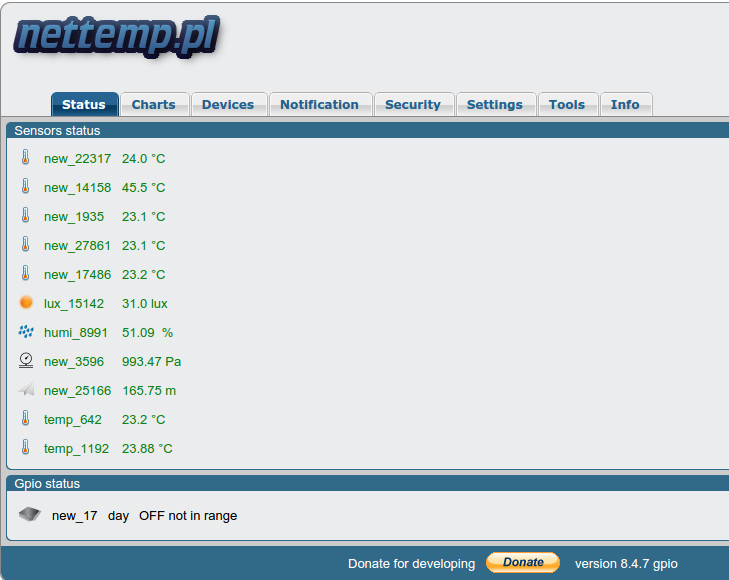 nettemp.pl
Status Charts Devices Notification Security Settings Tools Info
Sensors status
new_22317 24.0 °C
new_14158 45.5 °C
new_1935 23.1 °C
new_27861 23.1 °C
new_17486 23.2 °C
lux_15142 31.0 lux
humi_8991 51.09 %
new_3596 993.47 Pa
new_25166 165.75 m
temp_642 23.2 °C
temp_1192 23.88 °C
Gpio status
new_17 day OFF not in range
Donate for developing Donate version 8.4.7 gpio